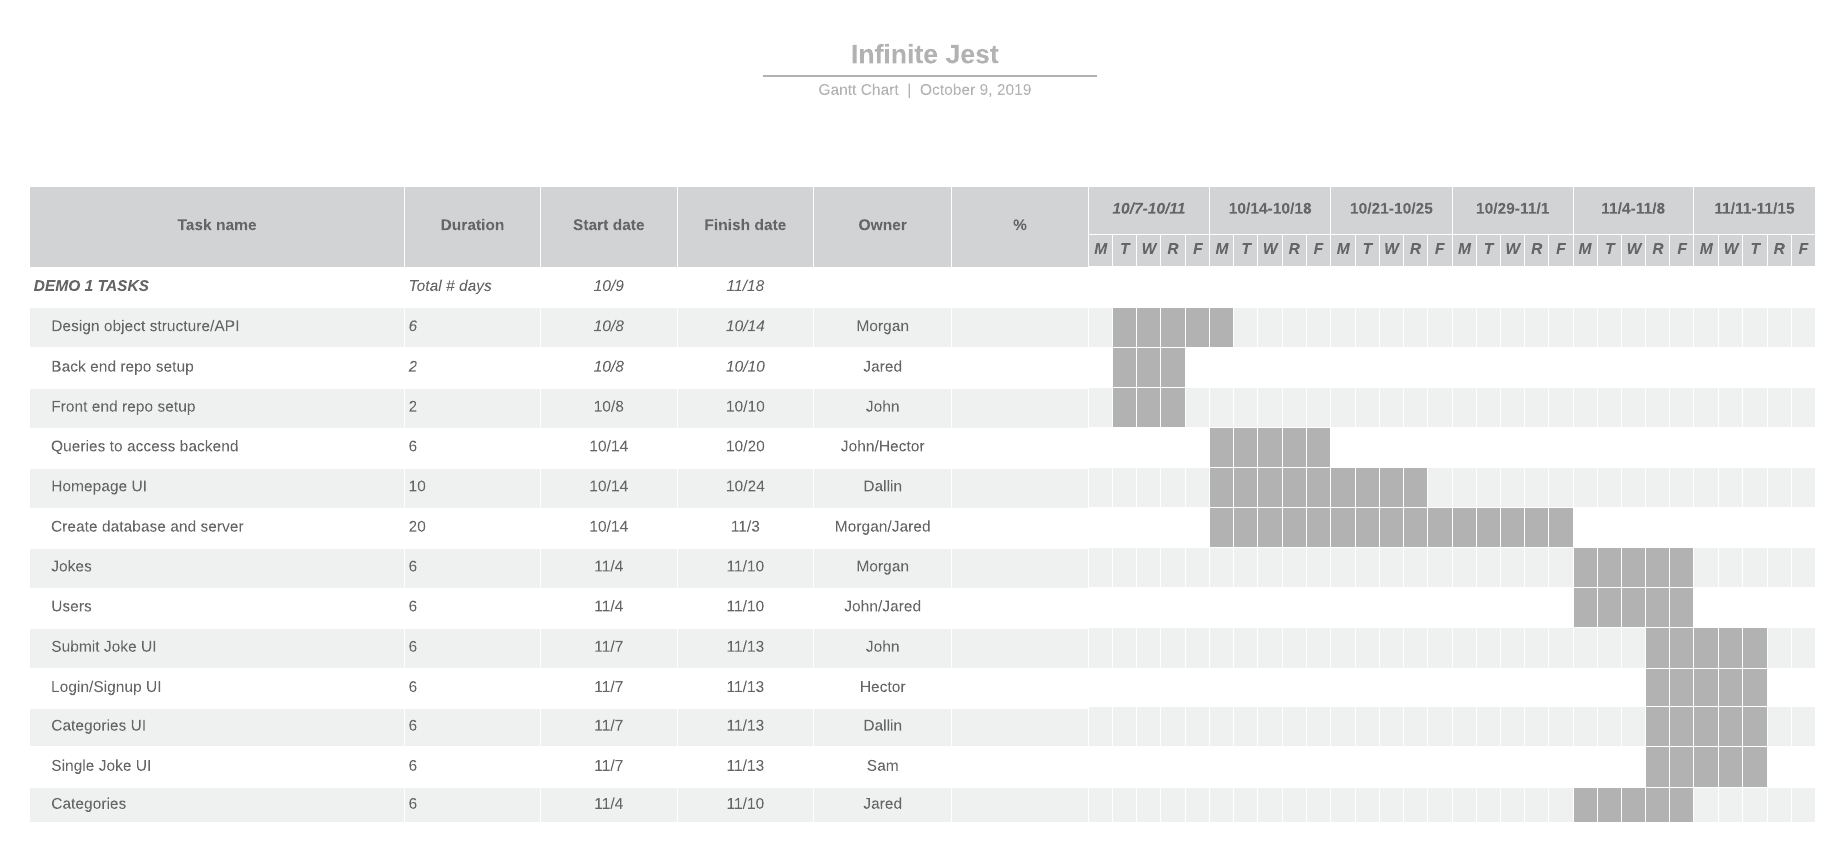 Infinite Jest
Gantt Chart | October 9, 2019
Task name Duration Start date Finish date Owner % 10/7-10/11 10/14-10/18 10/21-10/25 10/29-11/1 11/4-11/8 11/11-11/15
M T W R F M T W R F M T W R F M T W R F M T W R F M W T R F
DEMO 1 TASKS Total # days 10/9 11/18
Design object structure/API 6 10/8 10/14 Morgan
Back end repo setup 2 10/8 10/10 Jared
Front end repo setup 2 10/8 10/10 John
Queries to access backend 6 10/14 10/20 John/Hector
Homepage UI 10 10/14 10/24 Dallin
Create database and server 20 10/14 11/3 Morgan/Jared
Jokes 6 11/4 11/10 Morgan
Users 6 11/4 11/10 John/Jared
Submit Joke UI 6 11/7 11/13 John
Login/Signup UI 6 11/7 11/13 Hector
Categories UI 6 11/7 11/13 Dallin
Single Joke UI 6 11/7 11/13 Sam
Categories 6 11/4 11/10 Jared